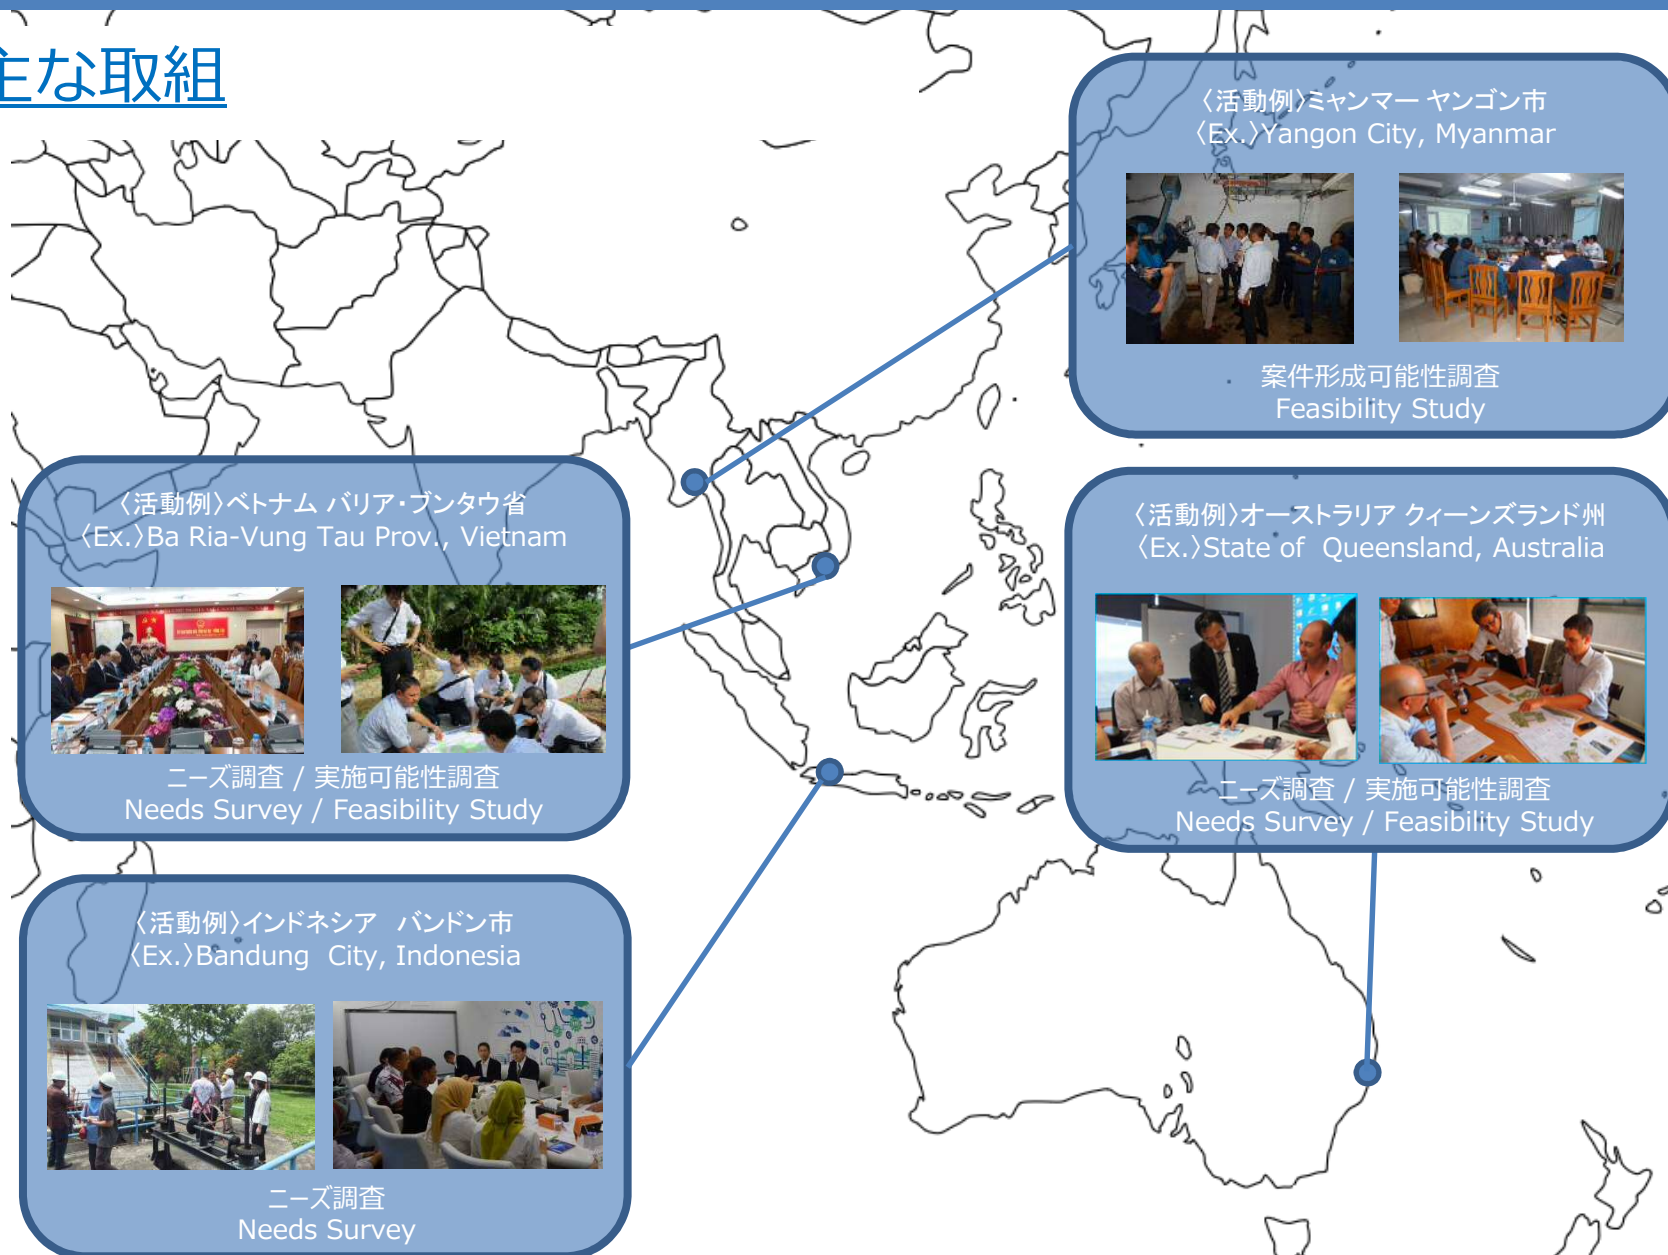 主な取組
〈活動例〉ミャンマー ヤンゴン市
〈Ex.〉Yangon City, Myanmar
案件形成可能性調査
Feasibility Study
〈活動例〉ベトナム バリア・ブンタウ省
〈Ex.〉Ba Ria-Vung Tau Prov., Vietnam
ニーズ調査 / 実施可能性調査
Needs Survey / Feasibility Study
〈活動例〉オーストラリア クィーンズランド州
〈Ex.〉State of Queensland, Australia
ニーズ調査 / 実施可能性調査
Needs Survey / Feasibility Study
〈活動例〉インドネシア バンドン市
〈Ex.〉Bandung City, Indonesia
ニーズ調査
Needs Survey